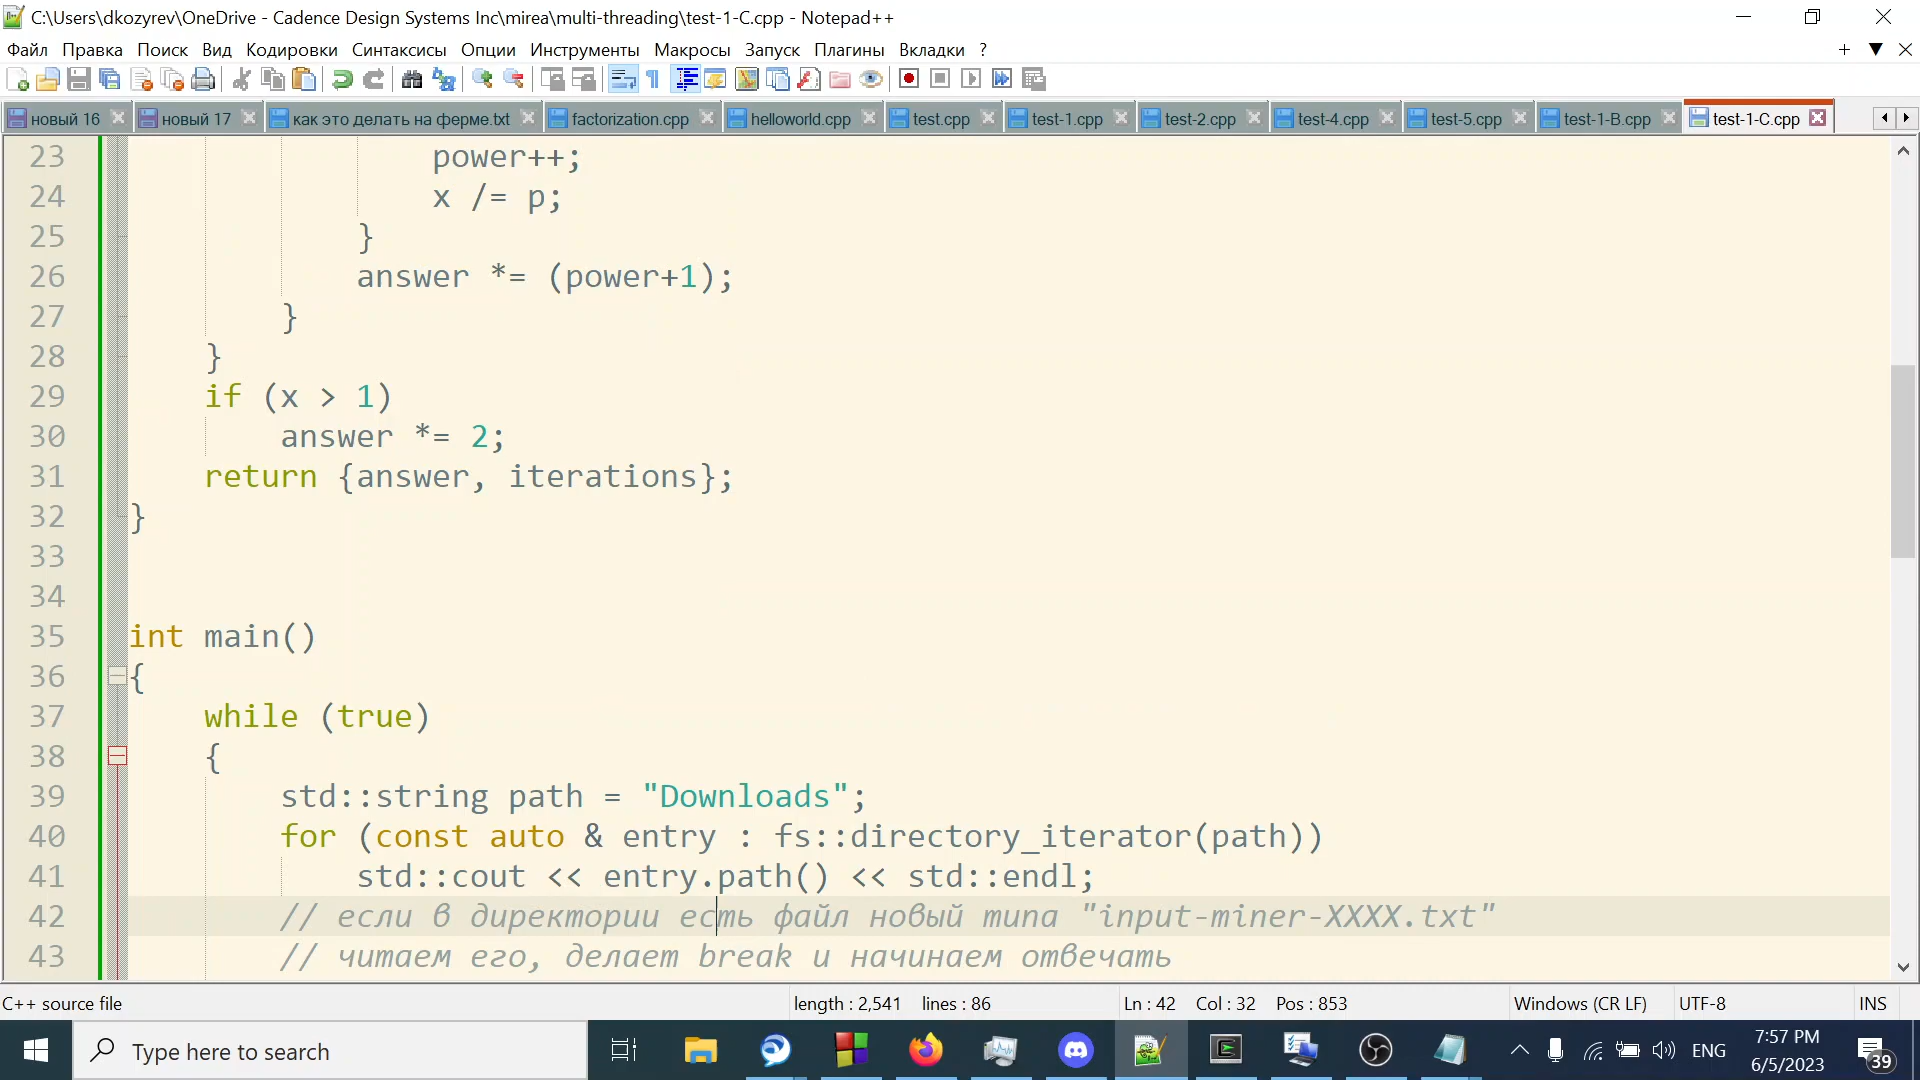 C:\Users\dkozyrev\OneDrive - Cadence Design Systems Inc\mirea\multi-threading\test-1-C.cpp - Notepad++
Файл Правка Поиск Вид Кодировки Синтаксисы Опции Инструменты Макросы Запуск Плагины Вкладки ?
новый 16 новый 17 как это делать на ферме.txt factorization.cpp helloworld.cpp test.cpp test-1.cpp test-2.cpp test-4.cpp test-5.cpp test-1-B.cpp test-1-C.cpp
23 power++;
24 x /= p;
25 }
26 answer *= (power+1);
27 }
28 }
29 if (x > 1)
30 answer *= 2;
31 return {answer, iterations};
32 }
33
34
35 int main()
36 {
37 while (true)
38 {
39 std::string path = "Downloads";
40 for (const auto & entry : fs::directory_iterator(path))
41 std::cout << entry.path() << std::endl;
42 // если в директории есть файл новый типа "input-miner-XXXX.txt"
43 // читаем его, делает break и начинаем отвечать
C++ source file length : 2,541 lines : 86 Ln : 42 Col : 32 Pos : 853 Windows (CR LF) UTF-8 INS
Type here to search ENG 7:57 PM
6/5/2023 39